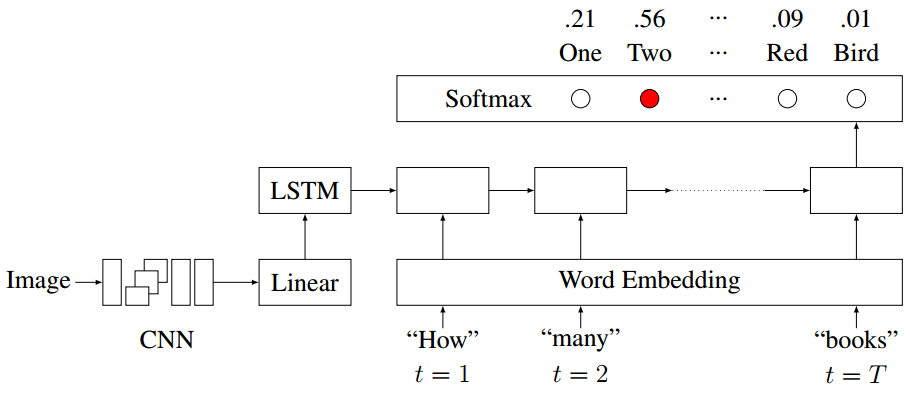 .21 .56 ... .09 .01
One Two ... Red Bird
Softmax ...
LSTM
Image Linear Word Embedding
CNN “How” “many” “books”
t = 1 t = 2 t = T